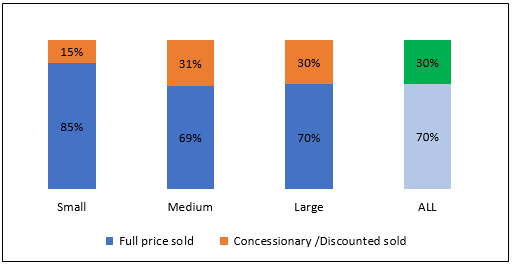 15%
31%
30%
30%
85%
69%
70%
70%
Small
Medium
Large
ALL
Full price sold
Concessionary /Discounted sold